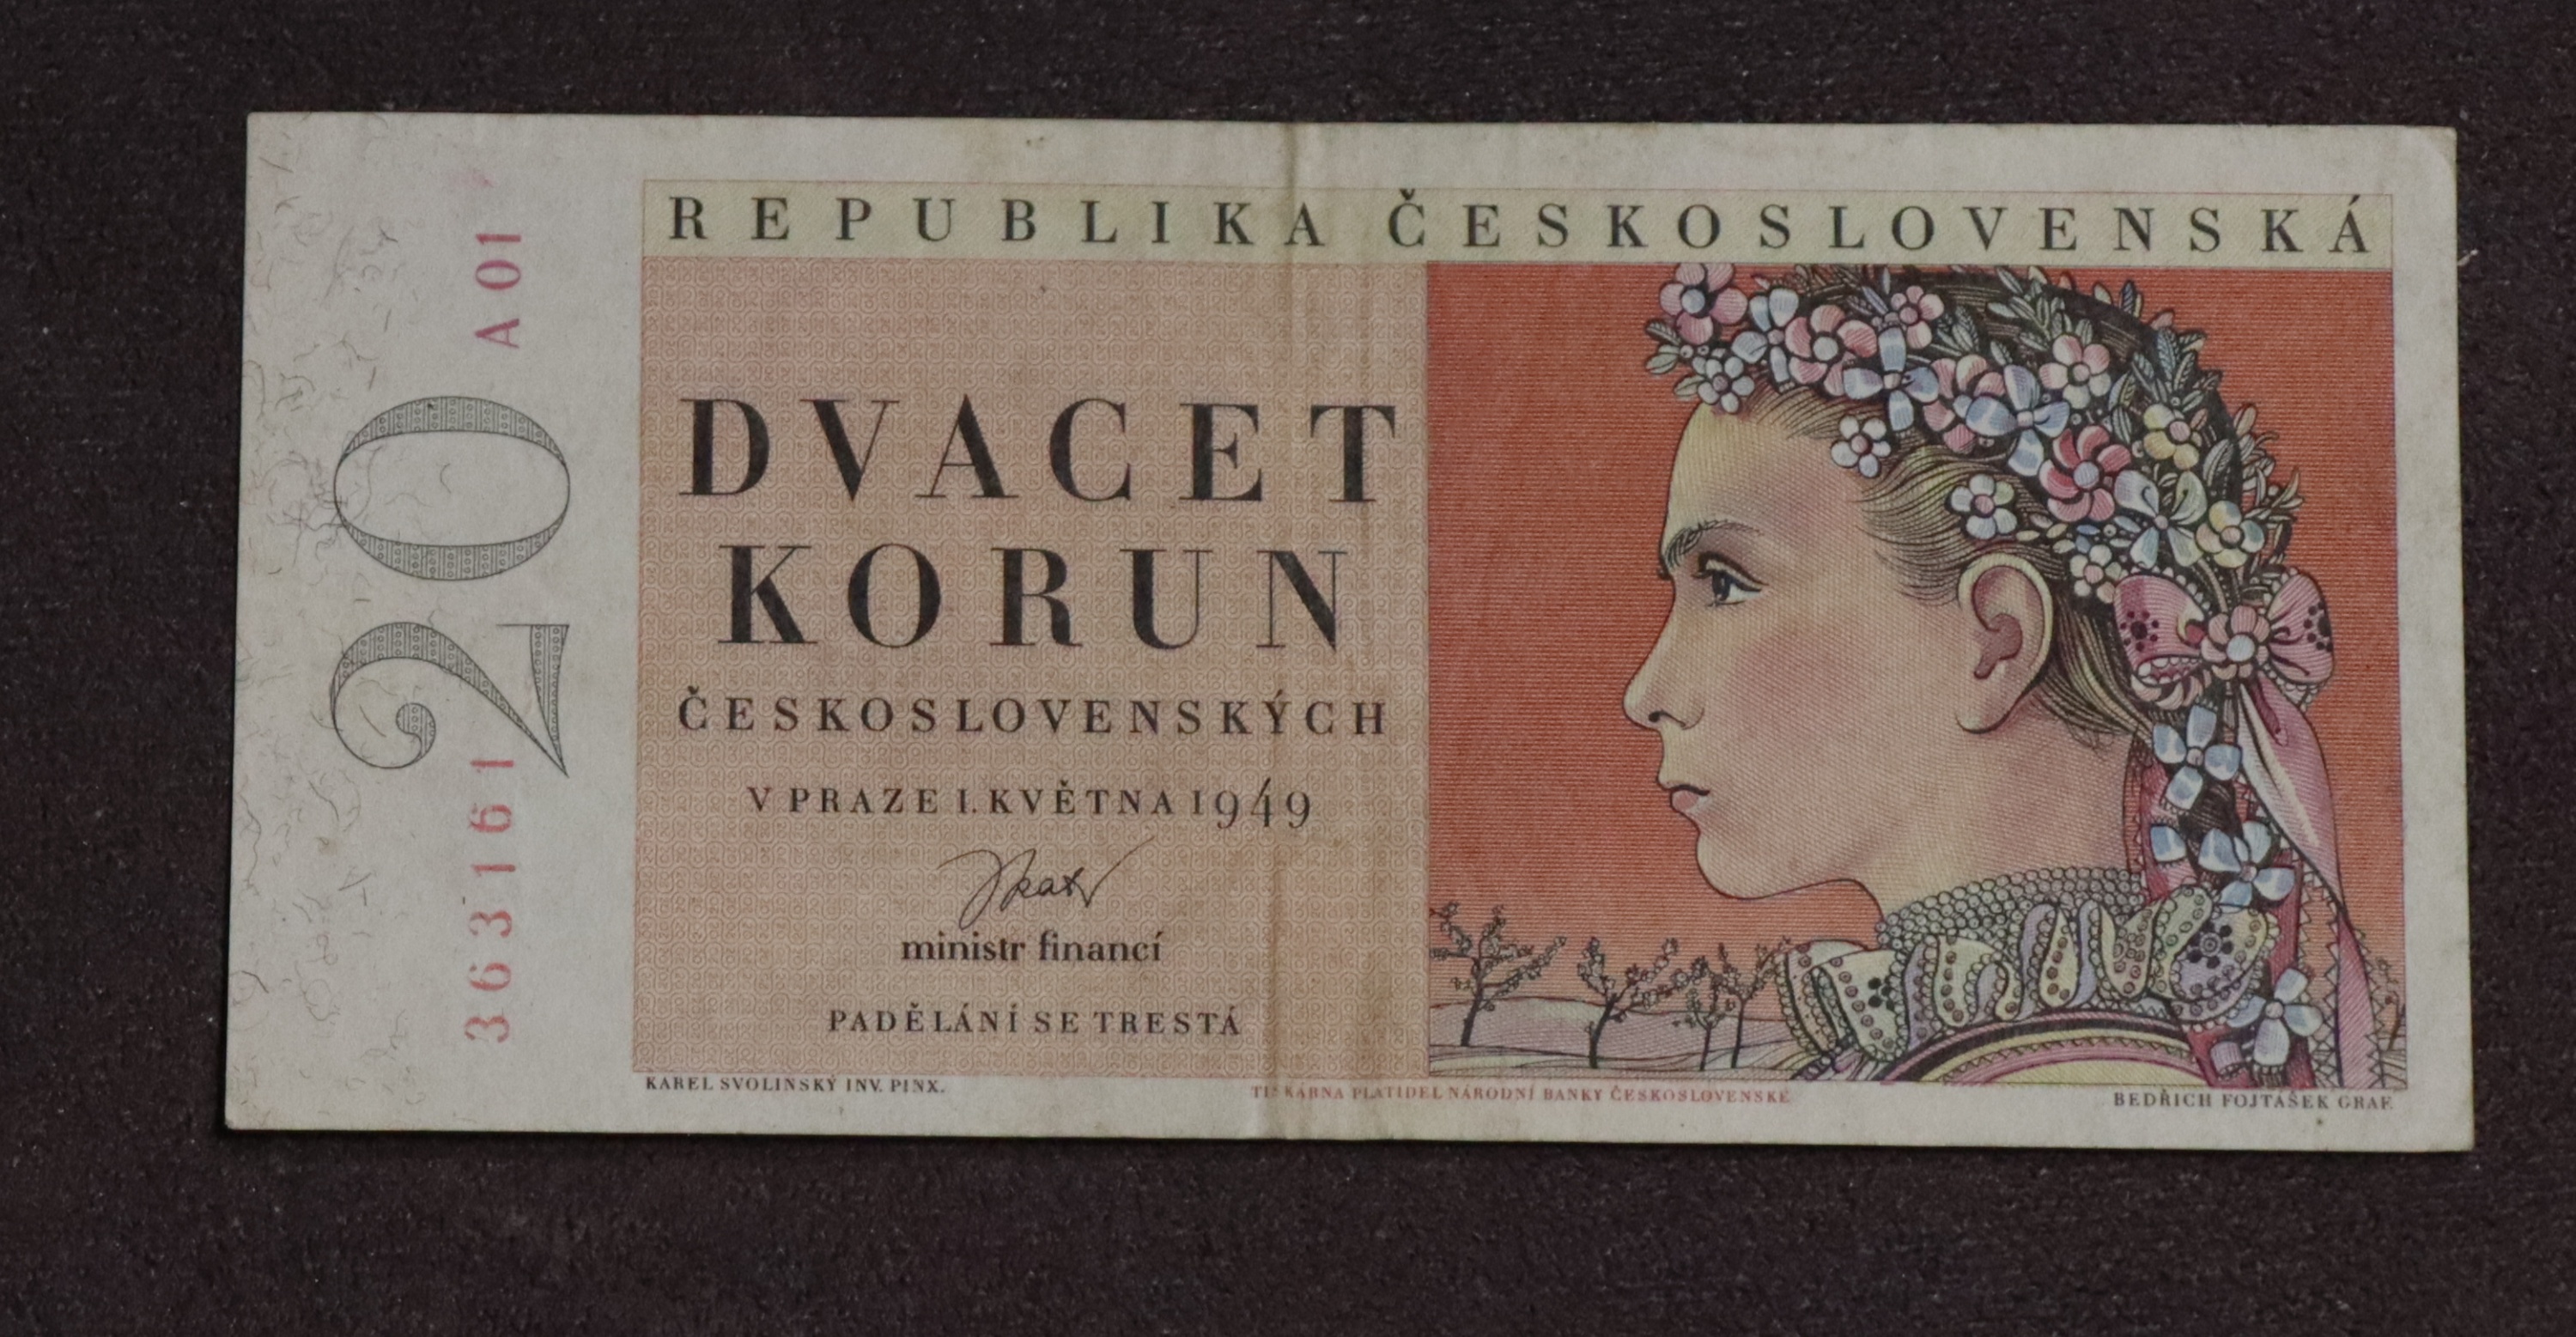 REPUBLIKA ČESKOSLOVENSKÁ
A 01
20
363161
DVACET
KORUN
ČESKOSLOVENSKÝCH
V PRAZE 1. KVĚTNA 1949
ministr financí
PADĚLÁNÍ SE TRESTÁ
KAREL SVOLINSKÝ INV. PINX.
TISKÁRNA PLATIDEL NÁRODNÍ BANKY ČESKOSLOVENSKÉ
BEDŘICH FOJTÁŠEK GRAF.